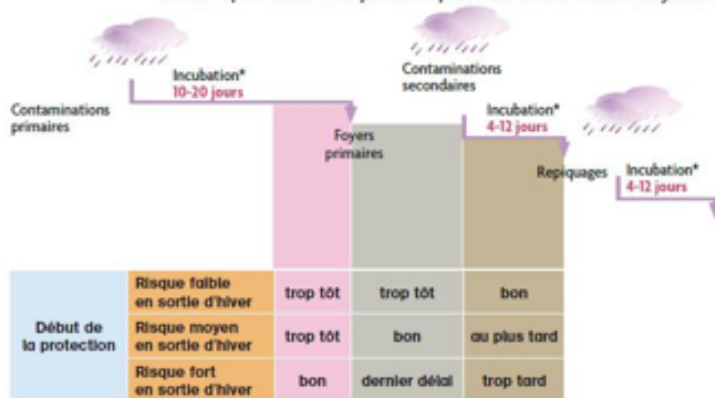 Incubation*
10-20 jours
Contaminations
primaires
Foyers
primaires
Contaminations
secondaires
Incubation*
4-12 jours
Repiquages
Incubation*
4-12 jours
Début de
la protection
Risque faible
en sortie d'hiver
trop tôt
trop tôt
bon
Risque moyen
en sortie d'hiver
trop tôt
bon
au plus tard
Risque fort
en sortie d'hiver
bon
dernier délai
trop tard